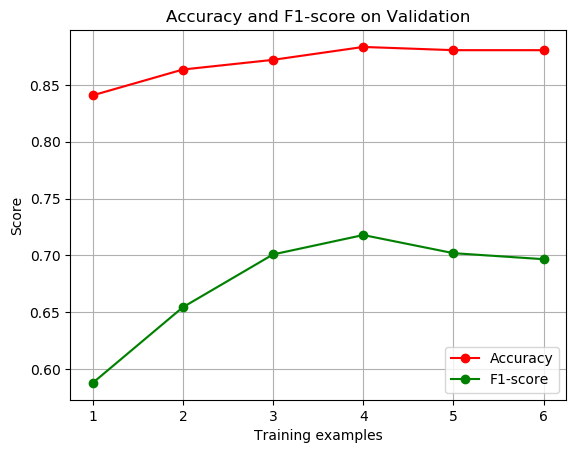 Accuracy and F1-score on Validation
Score
0.85
0.80
0.75
0.70
0.65
0.60
1 2 3 4 5 6
Training examples
Accuracy
F1-score